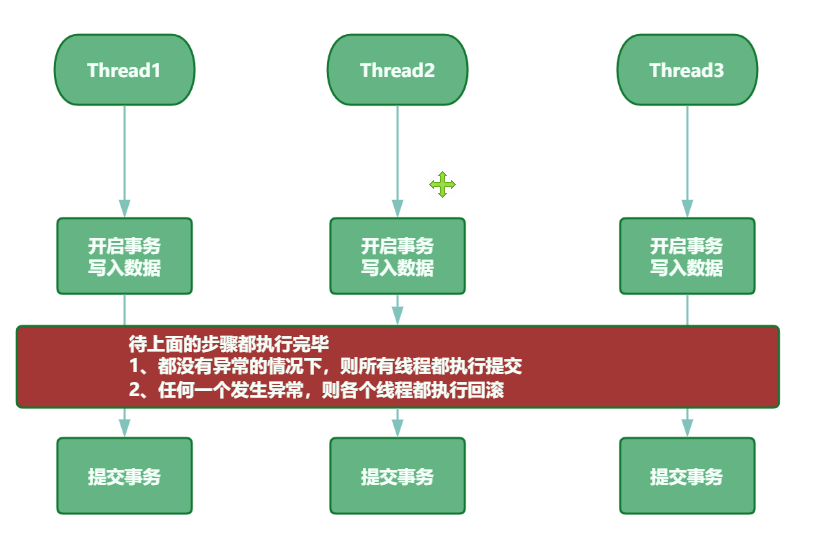 Thread1
Thread2
Thread3
开启事务
写入数据
开启事务
写入数据
开启事务
写入数据
待上面的步骤都执行完毕
1、都没有异常的情况下，则所有线程都执行提交
2、任何一个发生异常，则各个线程都执行回滚
提交事务
提交事务
提交事务